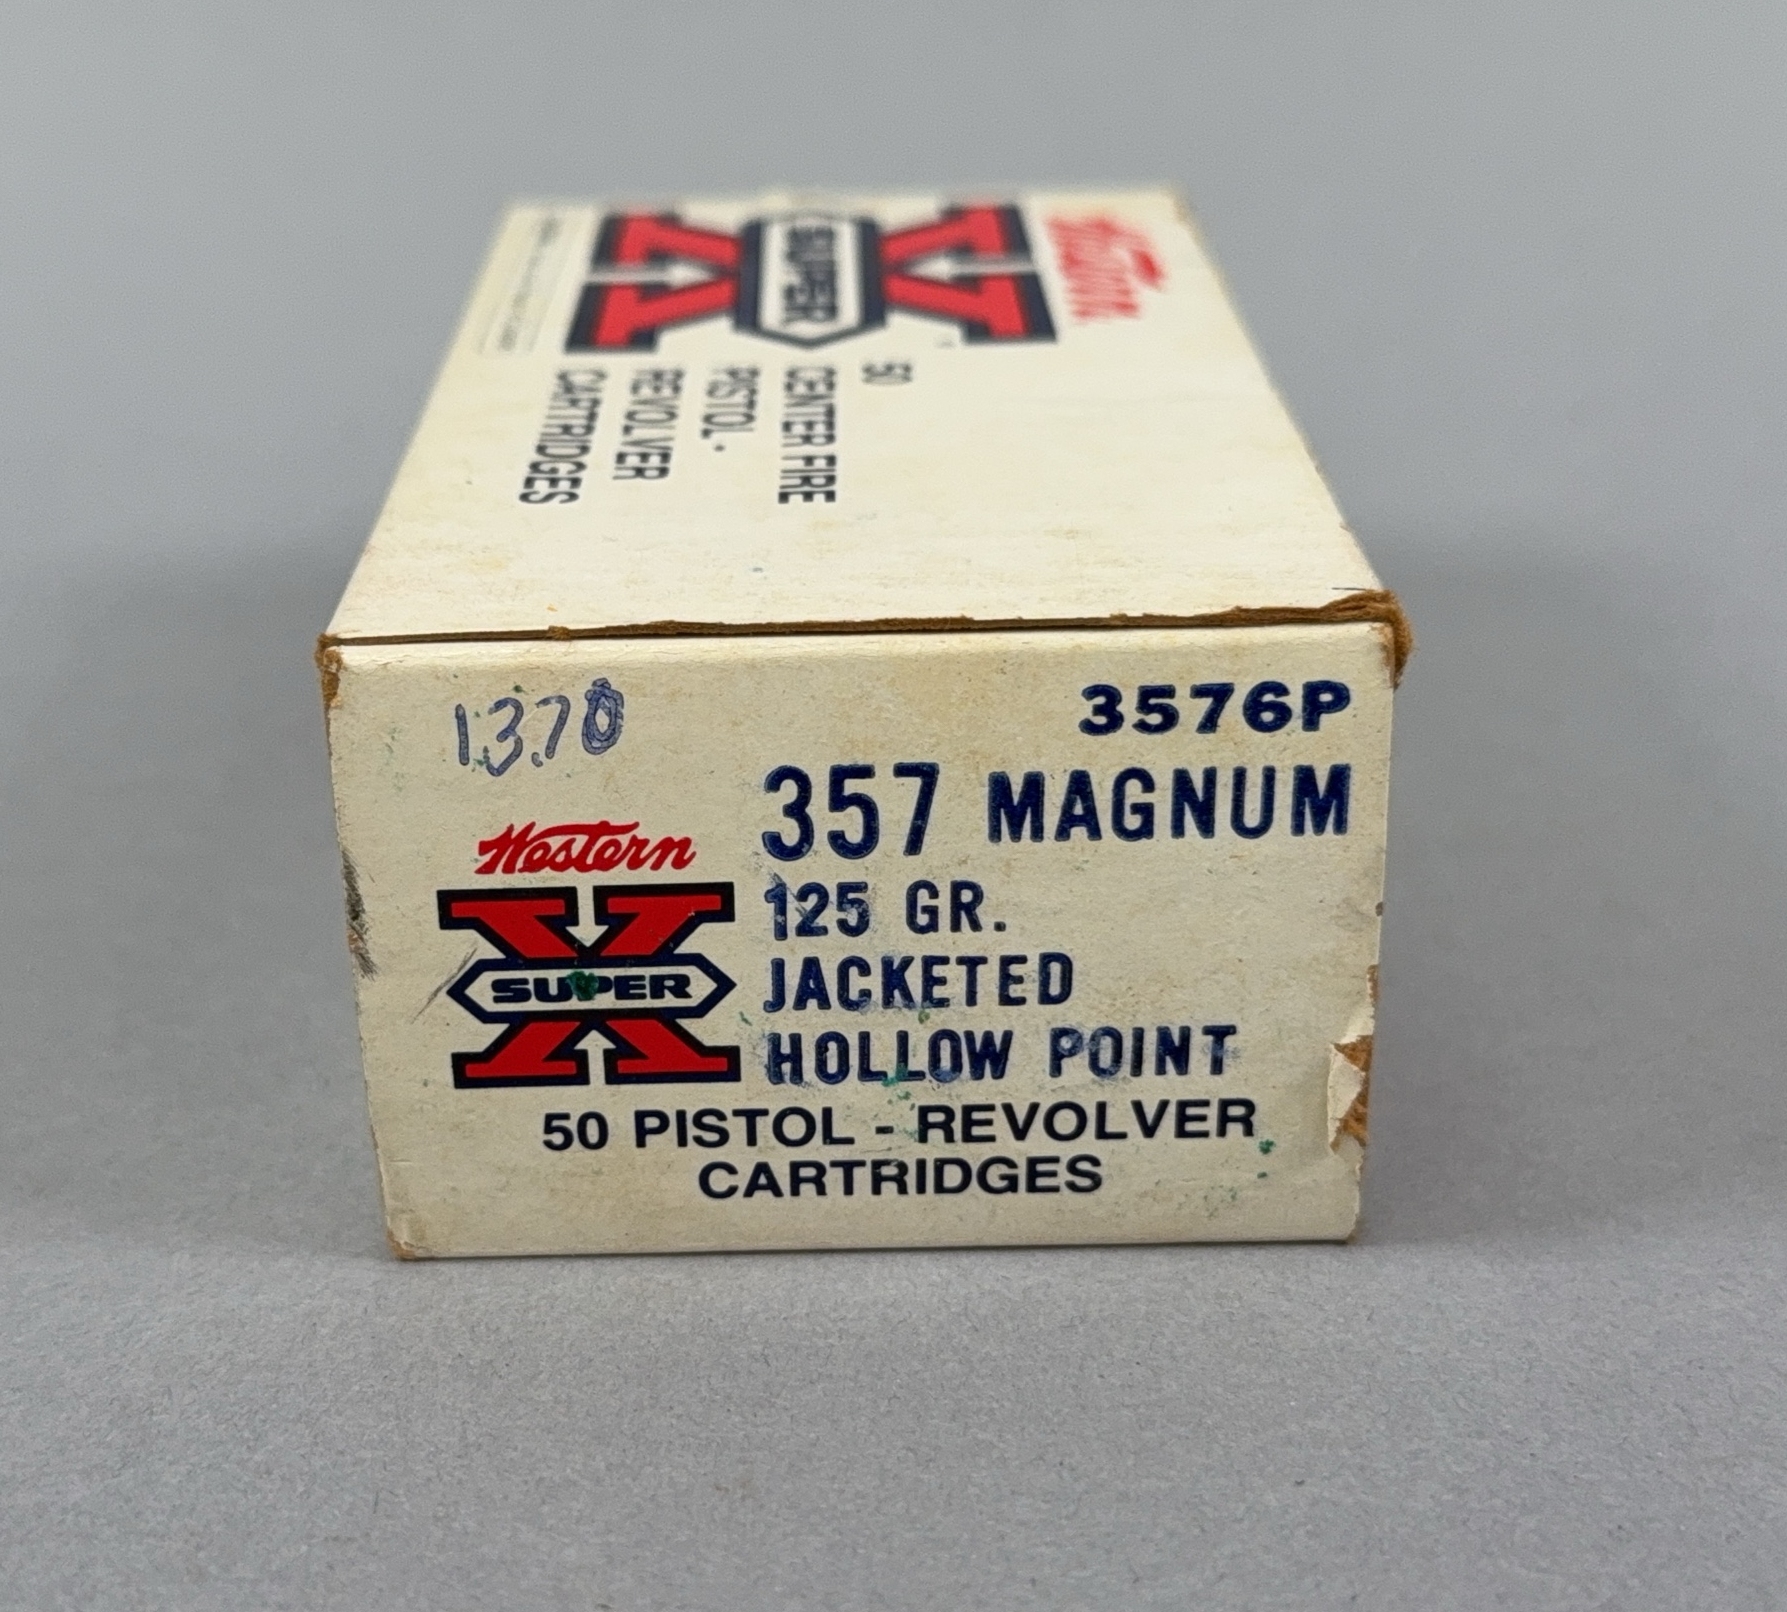 Western
SUPER
X
50
CENTER FIRE
PISTOL -
REVOLVER
CARTRIDGES
13.70
3576P
357 MAGNUM
Western
SUPER
X
125 GR.
JACKETED
HOLLOW POINT
50 PISTOL - REVOLVER
CARTRIDGES